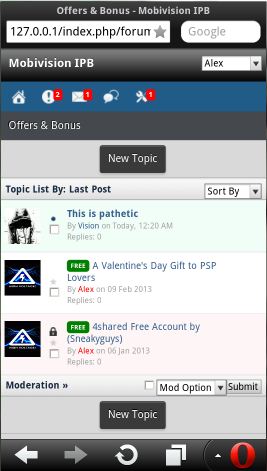 Offers & Bonus - Mobivision IPB
127.0.0.1/index.php/forum
Google
Mobivision IPB
Alex
2
1
9
Offers & Bonus
New Topic
Topic List By: Last Post
Sort By
This is pathetic
By Vision on Today, 12:20 AM
Replies: 0
FREE A Valentine's Day Gift to PSP
Lovers
By Alex on 09 Feb 2013
Replies: 0
FREE 4shared Free Account by
(Sneakyguys)
By Alex on 06 Jan 2013
Replies: 0
Moderation »
Mod Option
Submit
New Topic